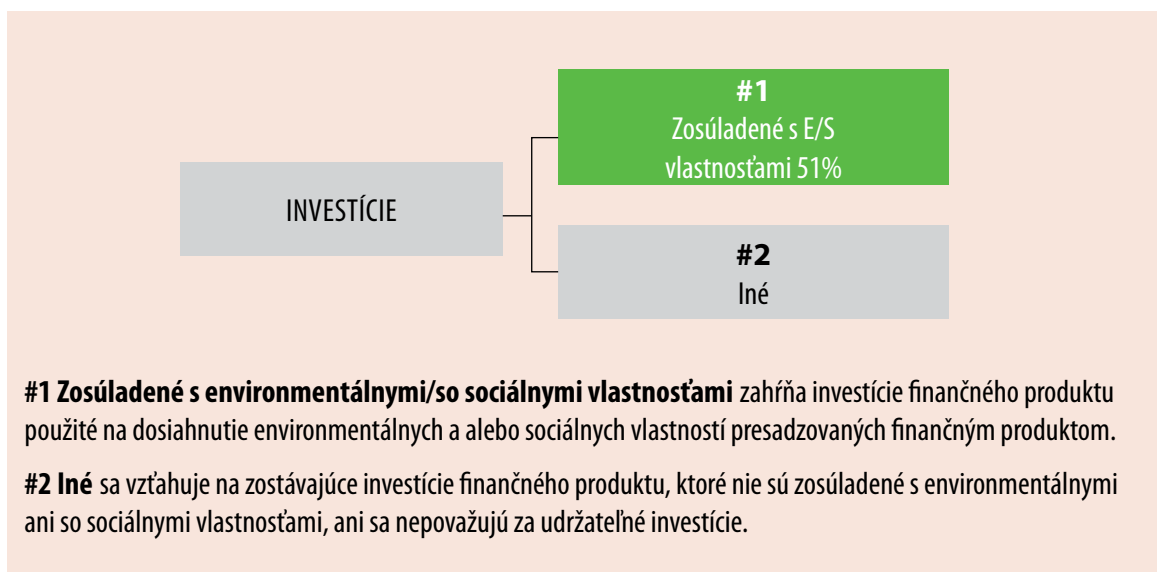 #1
Zosúladené s E/S
vlastnosťami 51%
INVESTÍCIE
#2
Iné
#1 Zosúladené s environmentálnymi/so sociálnymi vlastnosťami zahŕňa investície finančného produktu
použité na dosiahnutie environmentálnych a alebo sociálnych vlastností presadzovaných finančným produktom.
#2 Iné sa vzťahuje na zostávajúce investície finančného produktu, ktoré nie sú zosúladené s environmentálnymi
ani so sociálnymi vlastnosťami, ani sa nepovažujú za udržateľné investície.